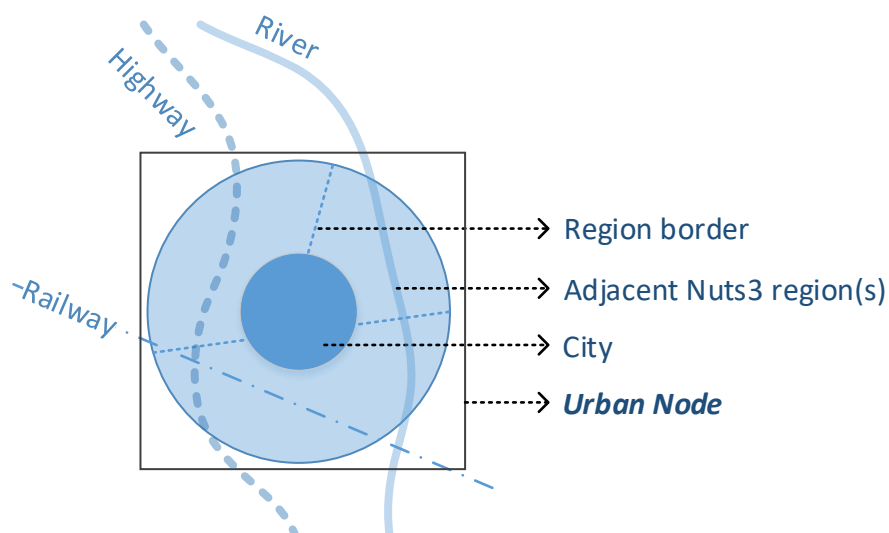 River
Highway
Region border
Adjacent Nuts3 region(s)
Railway
City
Urban Node